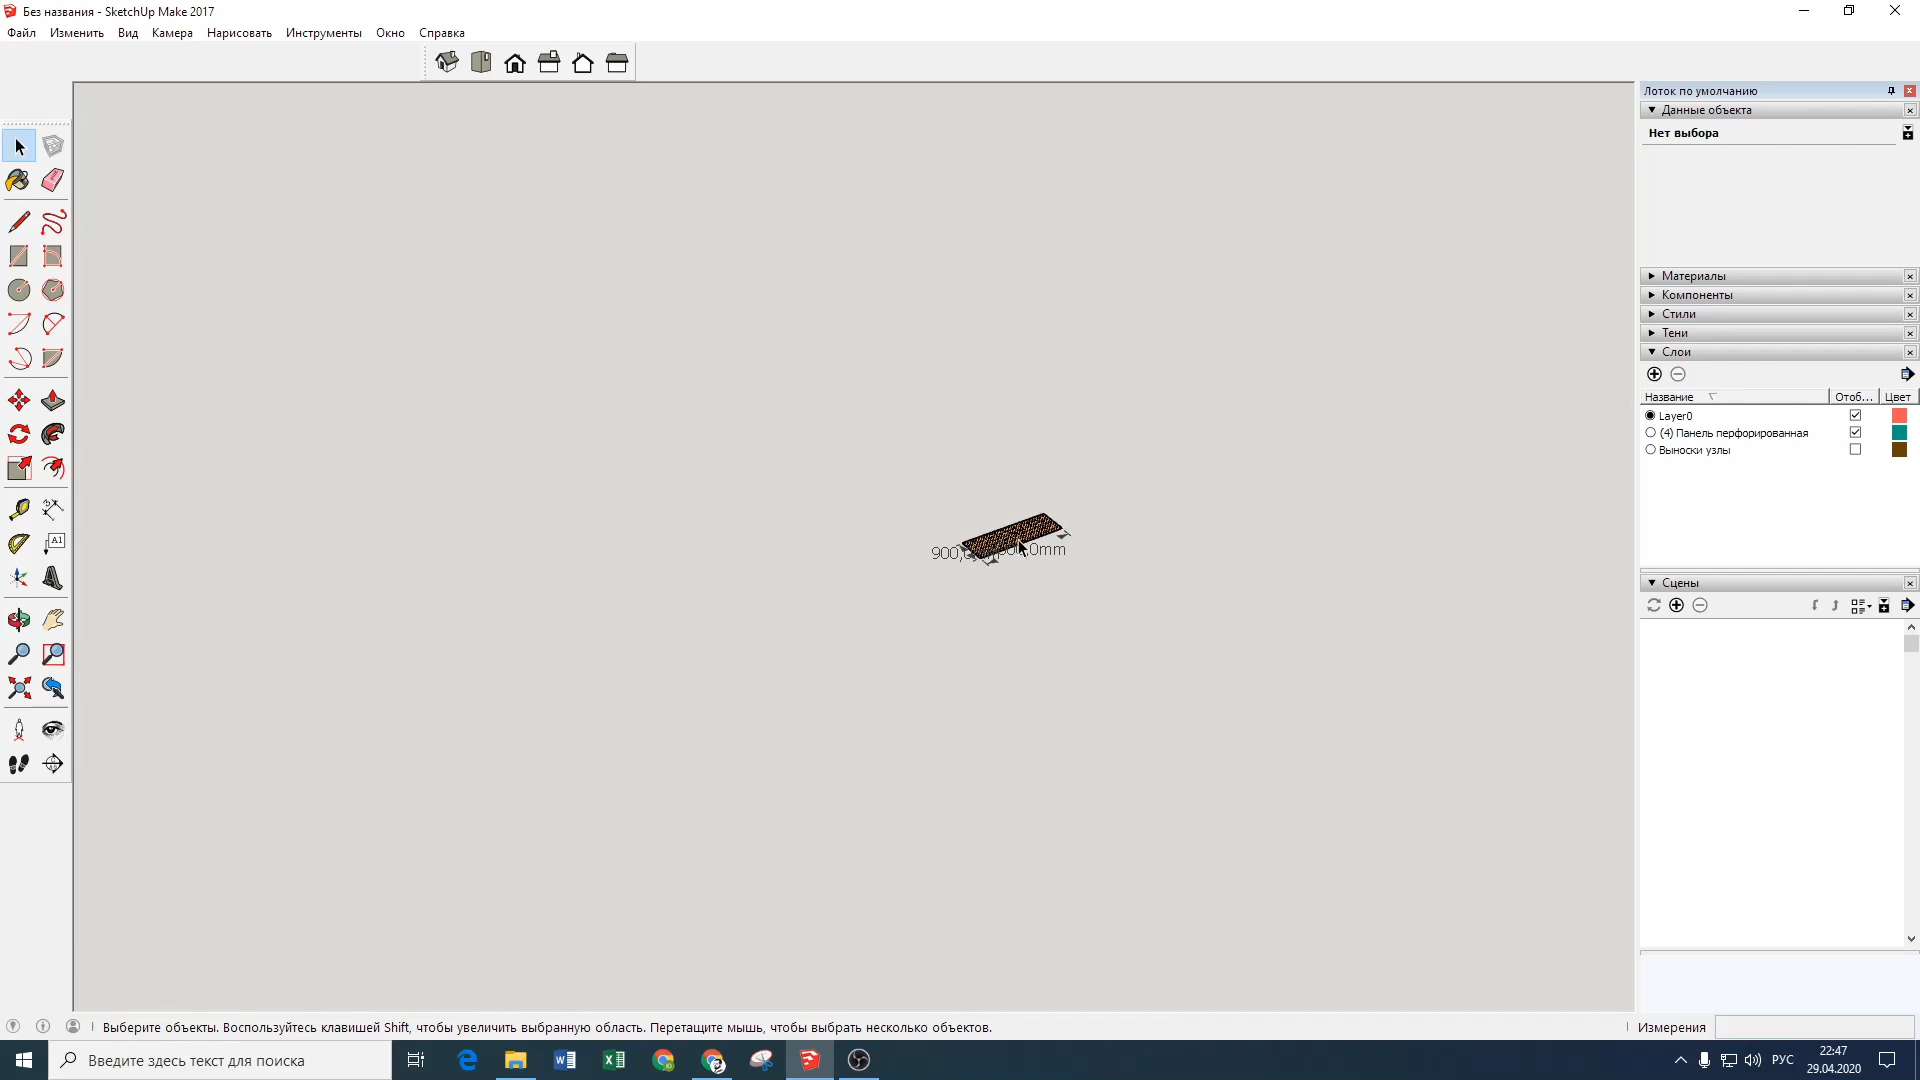 Без названия - SketchUp Make 2017
Файл Изменить Вид Камера Нарисовать Инструменты Окно Справка
Лоток по умолчанию
Данные объекта
Нет выбора
Материалы
Компоненты
Стили
Тени
Слои
Название Отоб... Цвет
Layer0
(4) Панель перфорированная
Выноски узлы
A1
Сцены
Выберите объекты. Воспользуйтесь клавишей Shift, чтобы увеличить выбранную область. Перетащите мышь, чтобы выбрать несколько объектов.
Измерения
Введите здесь текст для поиска
РУС
22:47
29.04.2020